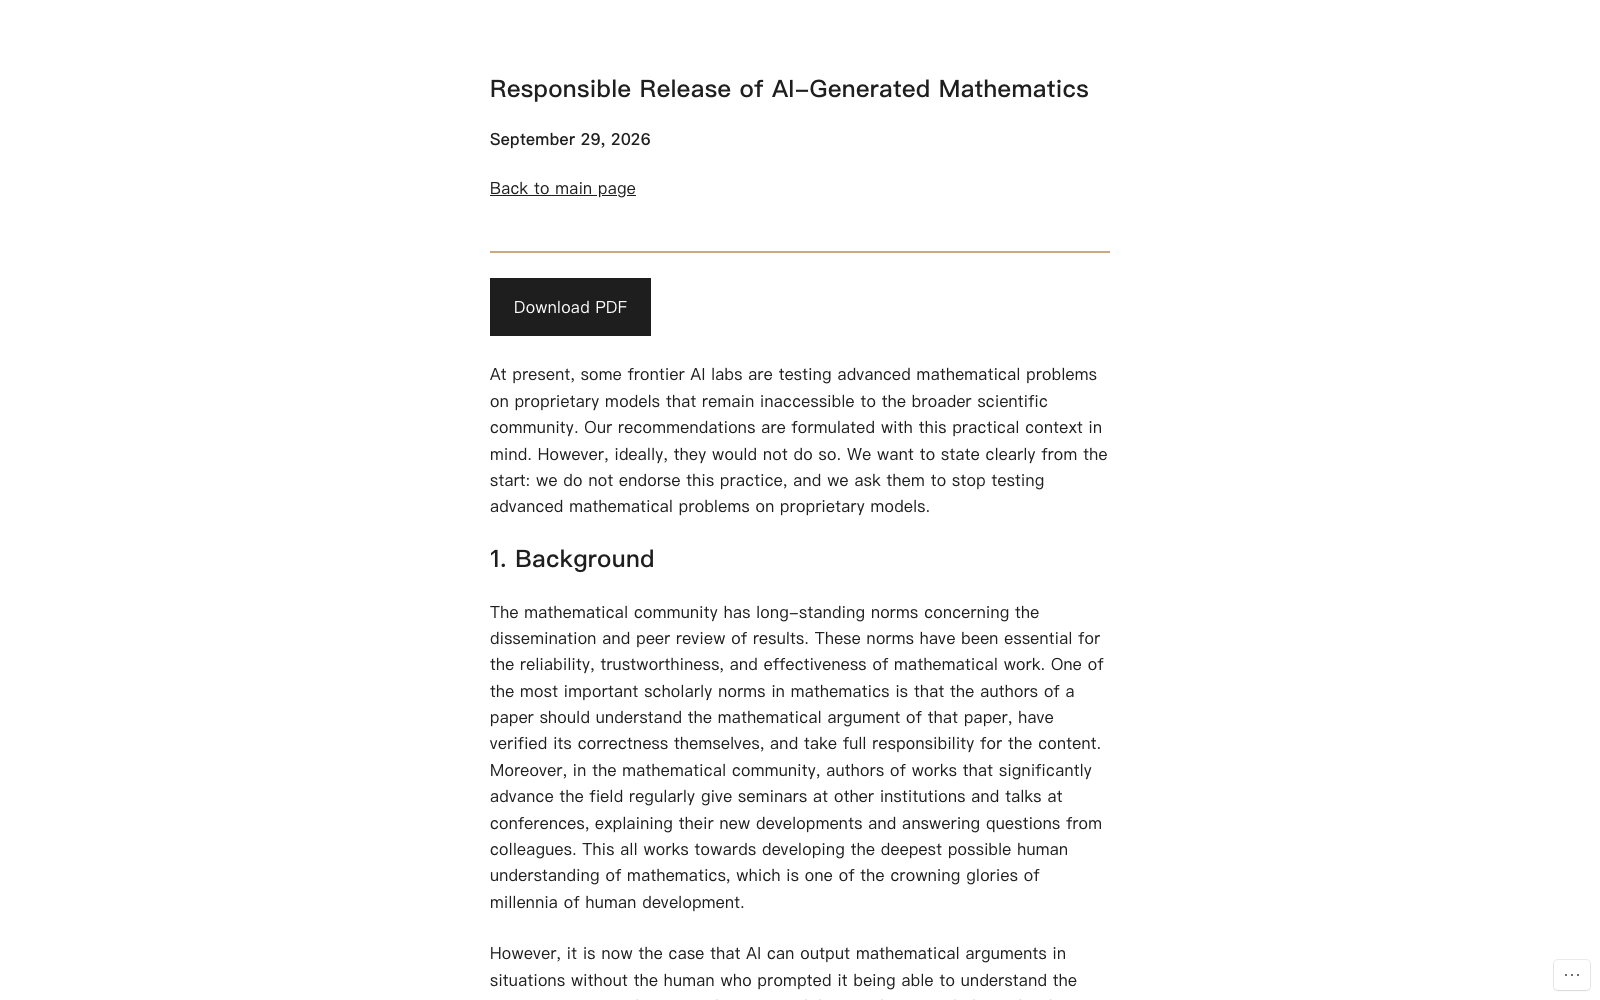 Responsible Release of AI-Generated Mathematics
September 29, 2026
Back to main page
Download PDF
At present, some frontier AI labs are testing advanced mathematical problems
on proprietary models that remain inaccessible to the broader scientific
community. Our recommendations are formulated with this practical context in
mind. However, ideally, they would not do so. We want to state clearly from the
start: we do not endorse this practice, and we ask them to stop testing
advanced mathematical problems on proprietary models.
1. Background
The mathematical community has long-standing norms concerning the
dissemination and peer review of results. These norms have been essential for
the reliability, trustworthiness, and effectiveness of mathematical work. One of
the most important scholarly norms in mathematics is that the authors of a
paper should understand the mathematical argument of that paper, have
verified its correctness themselves, and take full responsibility for the content.
Moreover, in the mathematical community, authors of works that significantly
advance the field regularly give seminars at other institutions and talks at
conferences, explaining their new developments and answering questions from
colleagues. This all works towards developing the deepest possible human
understanding of mathematics, which is one of the crowning glories of
millennia of human development.
However, it is now the case that AI can output mathematical arguments in
situations without the human who prompted it being able to understand the